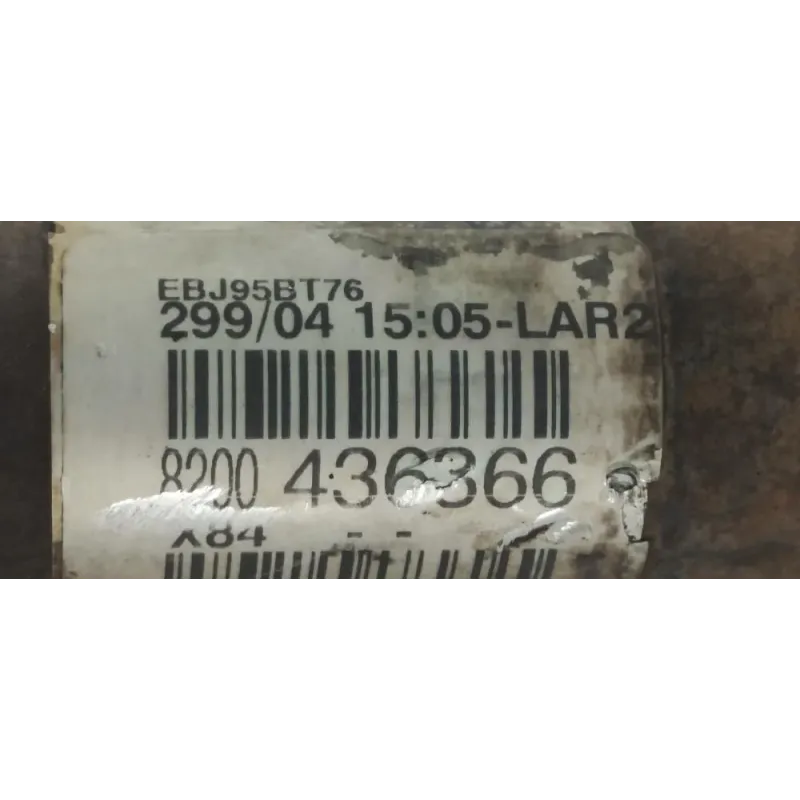 EBJ95BT76
299/04 15:05-LAR2
8200 436366
X84 - -